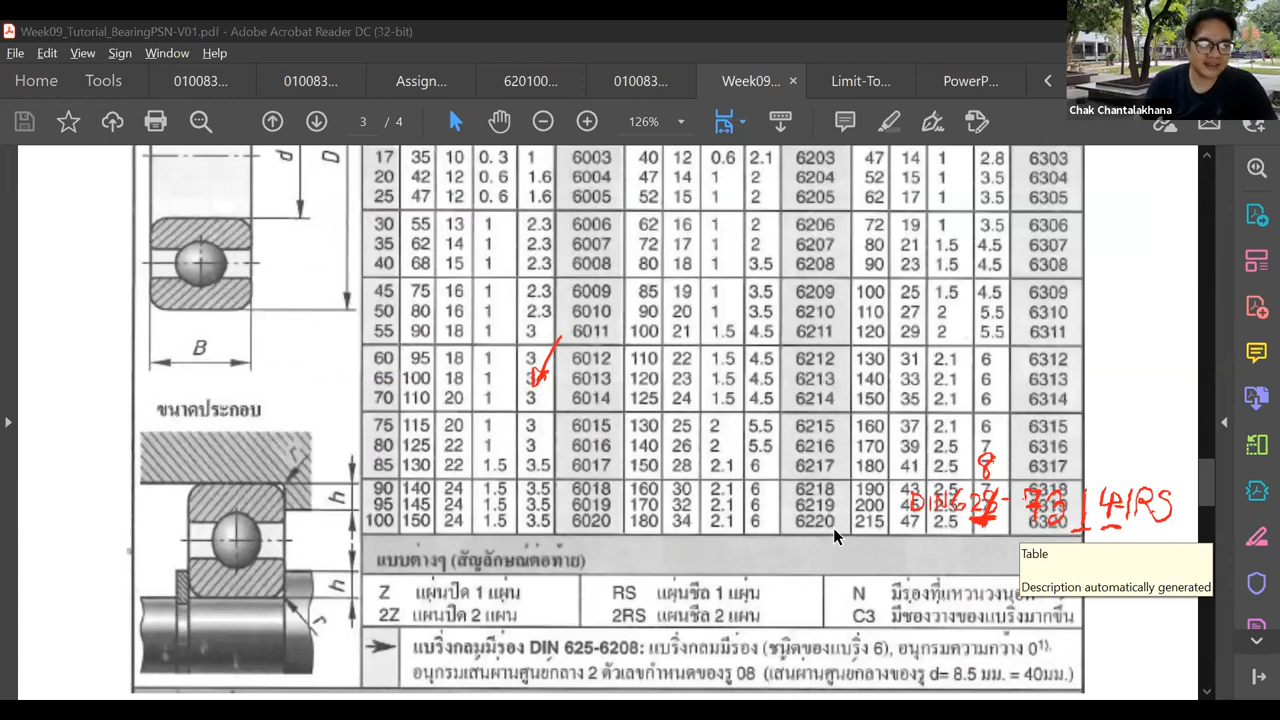 Week09_Tutorial_BearingPSN-V01.pdf - Adobe Acrobat Reader DC (32-bit)
File Edit View Sign Window Help
Home Tools 010083... 010083... Assign... 620100... 010083... Week09... × Limit-To... PowerP...
3 / 4 126%
Chak Chantalakhana
d D
B
ขนาดประกอบ
r
h
h
r
17 35 10 0. 3 1 6003 40 12 0.6 2.1 6203 47 14 1 2.8 6303
20 42 12 0. 6 1.6 6004 47 14 1 2 6204 52 15 1 3.5 6304
25 47 12 0. 6 1.6 6005 52 15 1 2 6205 62 17 1 3.5 6305
30 55 13 1 2.3 6006 62 16 1 2 6206 72 19 1 3.5 6306
35 62 14 1 2.3 6007 72 17 1 2 6207 80 21 1.5 4.5 6307
40 68 15 1 2.3 6008 80 18 1 3.5 6208 90 23 1.5 4.5 6308
45 75 16 1 2.3 6009 85 19 1 3.5 6209 100 25 1.5 4.5 6309
50 80 16 1 2.3 6010 90 20 1 3.5 6210 110 27 2 5.5 6310
55 90 18 1 3 6011 100 21 1.5 4.5 6211 120 29 2 5.5 6311
60 95 18 1 3 6012 110 22 1.5 4.5 6212 130 31 2.1 6 6312
65 100 18 1 3 6013 120 23 1.5 4.5 6213 140 33 2.1 6 6313
70 110 20 1 3 6014 125 24 1.5 4.5 6214 150 35 2.1 6 6314
75 115 20 1 3 6015 130 25 2 5.5 6215 160 37 2.1 6 6315
80 125 22 1 3 6016 140 26 2 5.5 6216 170 39 2.5 7 6316
85 130 22 1.5 3.5 6017 150 28 2.1 6 6217 180 41 2.5 8 6317
90 140 24 1.5 3.5 6018 160 30 2.1 6 6218 190 43 2.5 6318
95 145 24 1.5 3.5 6019 170 32 2.1 6 6219 200
100 150 24 1.5 3.5 6020 180 34 2.1 6 6220 215 47 2.5 6320
แบบต่างๆ (สัญลักษณ์ต่อท้าย)
Z แผ่นปิด 1 แผ่น RS แผ่นซีล 1 แผ่น N
2Z แผ่นปิด 2 แผ่น 2RS แผ่นซีล 2 แผ่น C3 มีช่องวางของแบริ่งมากขึ้น
Table
Description automatically generated
แบริ่งกลมมีร่อง DIN 625-6208: แบริ่งกลมมีร่อง (ชนิดของแบริ่ง 6), อนุกรมความกว้าง 0¹⁾,
อนุกรมเส้นผ่านศูนย์กลาง 2 ตัวเลขกำหนดของรู 08 (เส้นผ่านศูนย์กลางของรู d= 8.5 มม. = 40มม.)